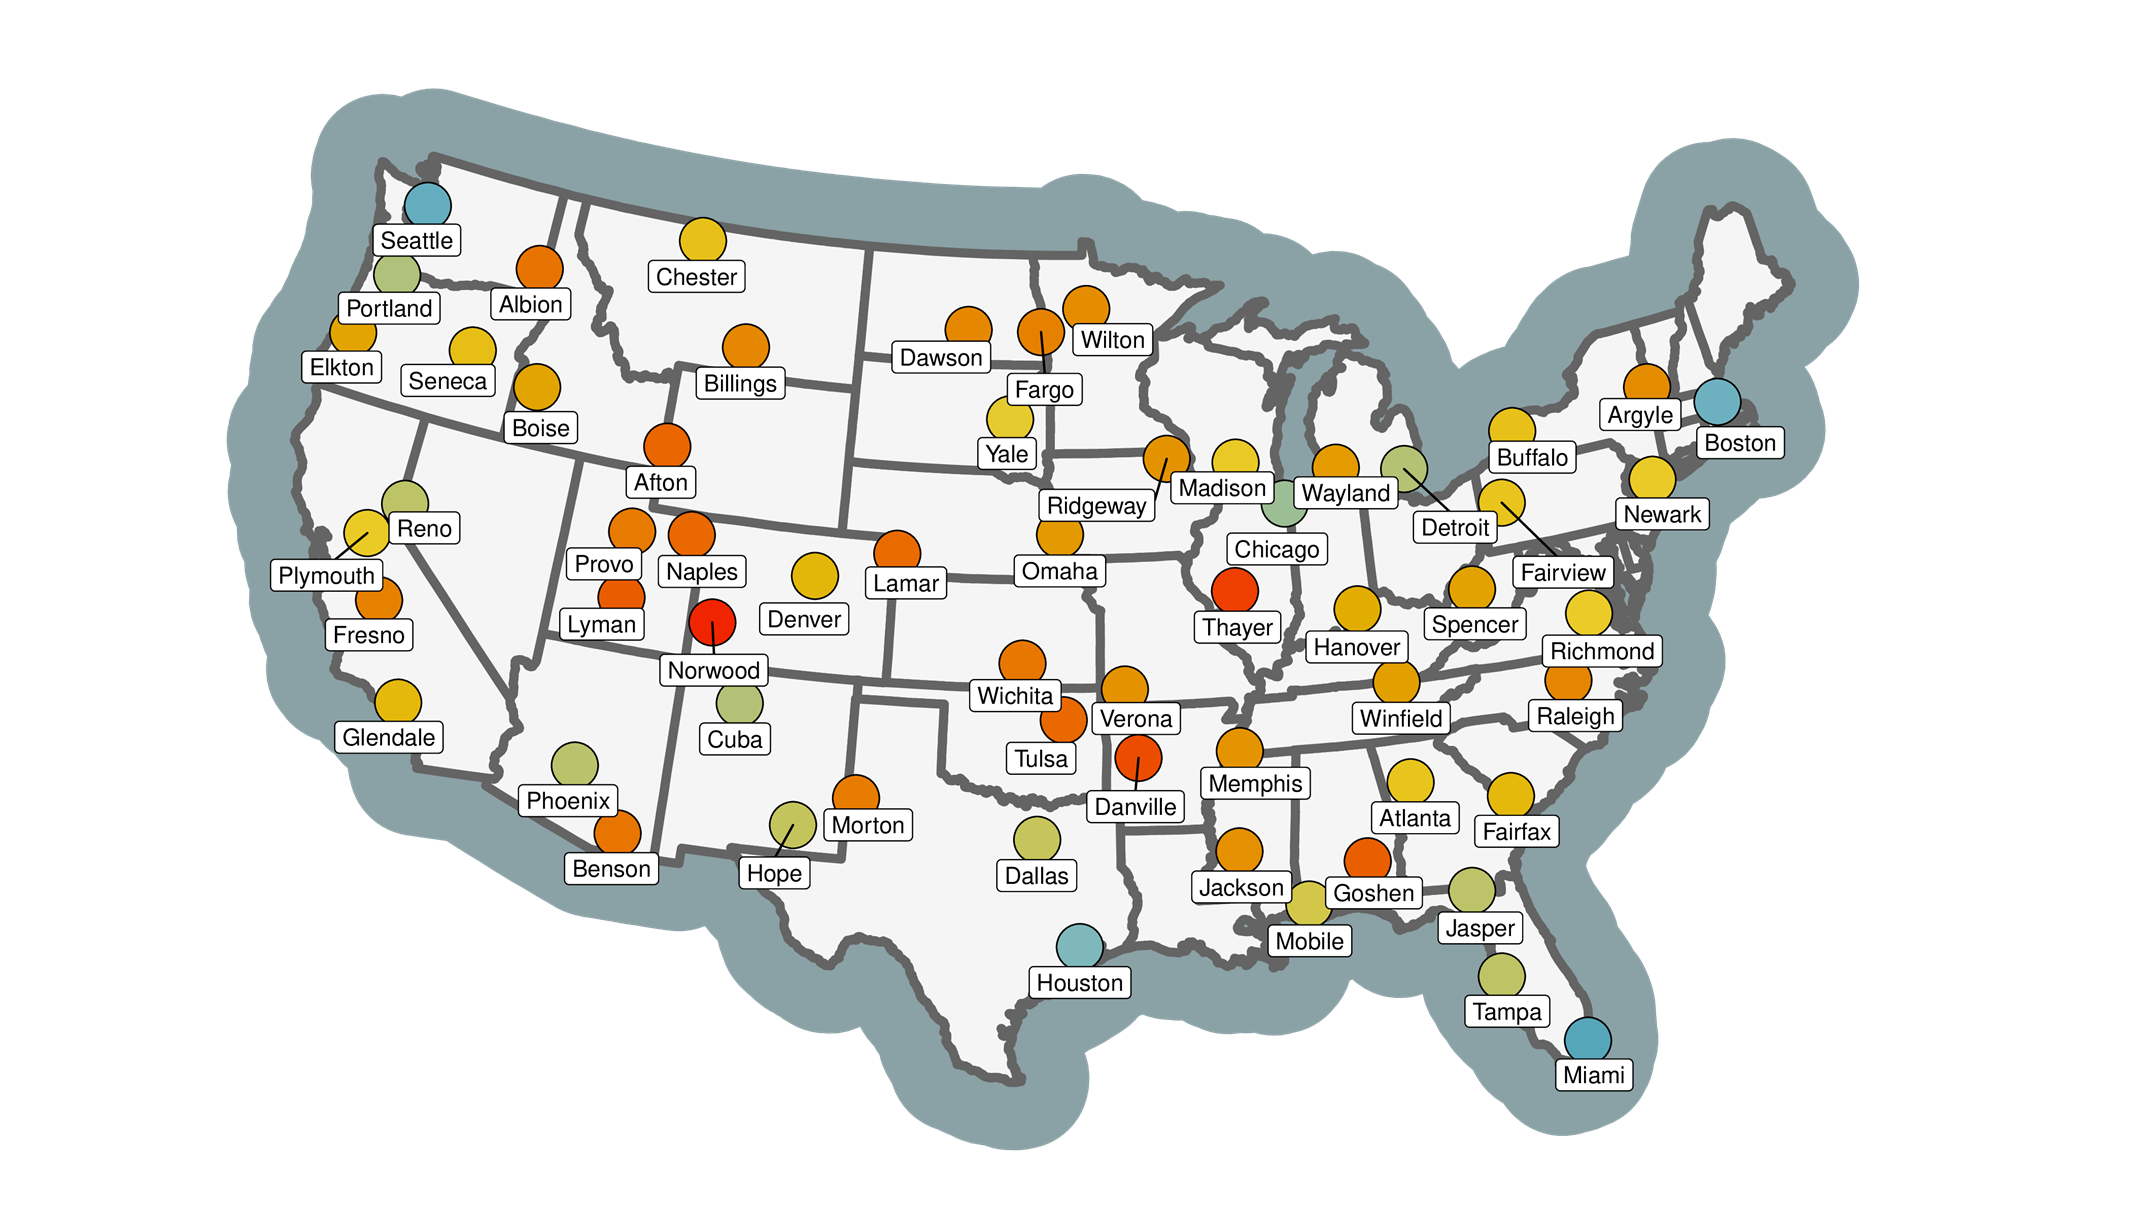 Seattle
Chester
Portland
Albion
Wilton
Dawson
Elkton
Seneca
Billings
Fargo
Argyle
Boise
Boston
Yale
Buffalo
Afton
Madison
Wayland
Ridgeway
Newark
Reno
Detroit
Chicago
Provo
Naples
Omaha
Fairview
Plymouth
Lamar
Denver
Lyman
Thayer
Spencer
Fresno
Hanover
Richmond
Norwood
Wichita
Raleigh
Verona
Winfield
Glendale
Cuba
Tulsa
Memphis
Phoenix
Danville
Atlanta
Morton
Fairfax
Benson
Hope
Dallas
Jackson
Goshen
Jasper
Mobile
Houston
Tampa
Miami